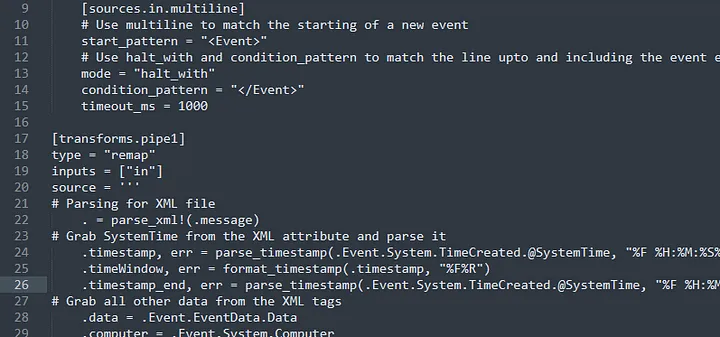 9 [sources.in.multiline]
10 # Use multiline to match the starting of a new event
11 start_pattern = "<Event>"
12 # Use halt_with and condition_pattern to match the line upto and including the event e
13 mode = "halt_with"
14 condition_pattern = "</Event>"
15 timeout_ms = 1000
16
17 [transforms.pipe1]
18 type = "remap"
19 inputs = ["in"]
20 source = '''
21 # Parsing for XML file
22 . = parse_xml!(.message)
23 # Grab SystemTime from the XML attribute and parse it
24 .timestamp, err = parse_timestamp(.Event.System.TimeCreated.@SystemTime, "%F %H:%M:%S%
25 .timeWindow, err = format_timestamp(.timestamp, "%F%R")
26 .timestamp_end, err = parse_timestamp(.Event.System.TimeCreated.@SystemTime, "%F %H:%M
27 # Grab all other data from the XML tags
28 .data = .Event.EventData.Data
29 .computer = .Event.System.Computer